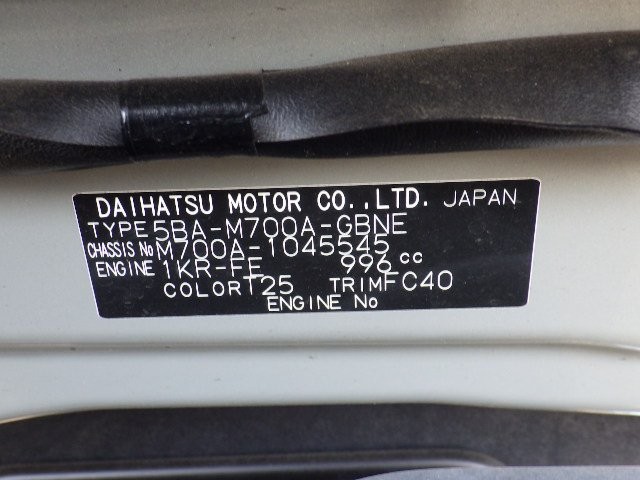 DAIHATSU MOTOR CO.,LTD. JAPAN
TYPE 5BA-M700A-GBNE
CHASSIS No M700A-1045545
ENGINE 1KR-FE 996 cc
COLOR T25 TRIM FC40
ENGINE No